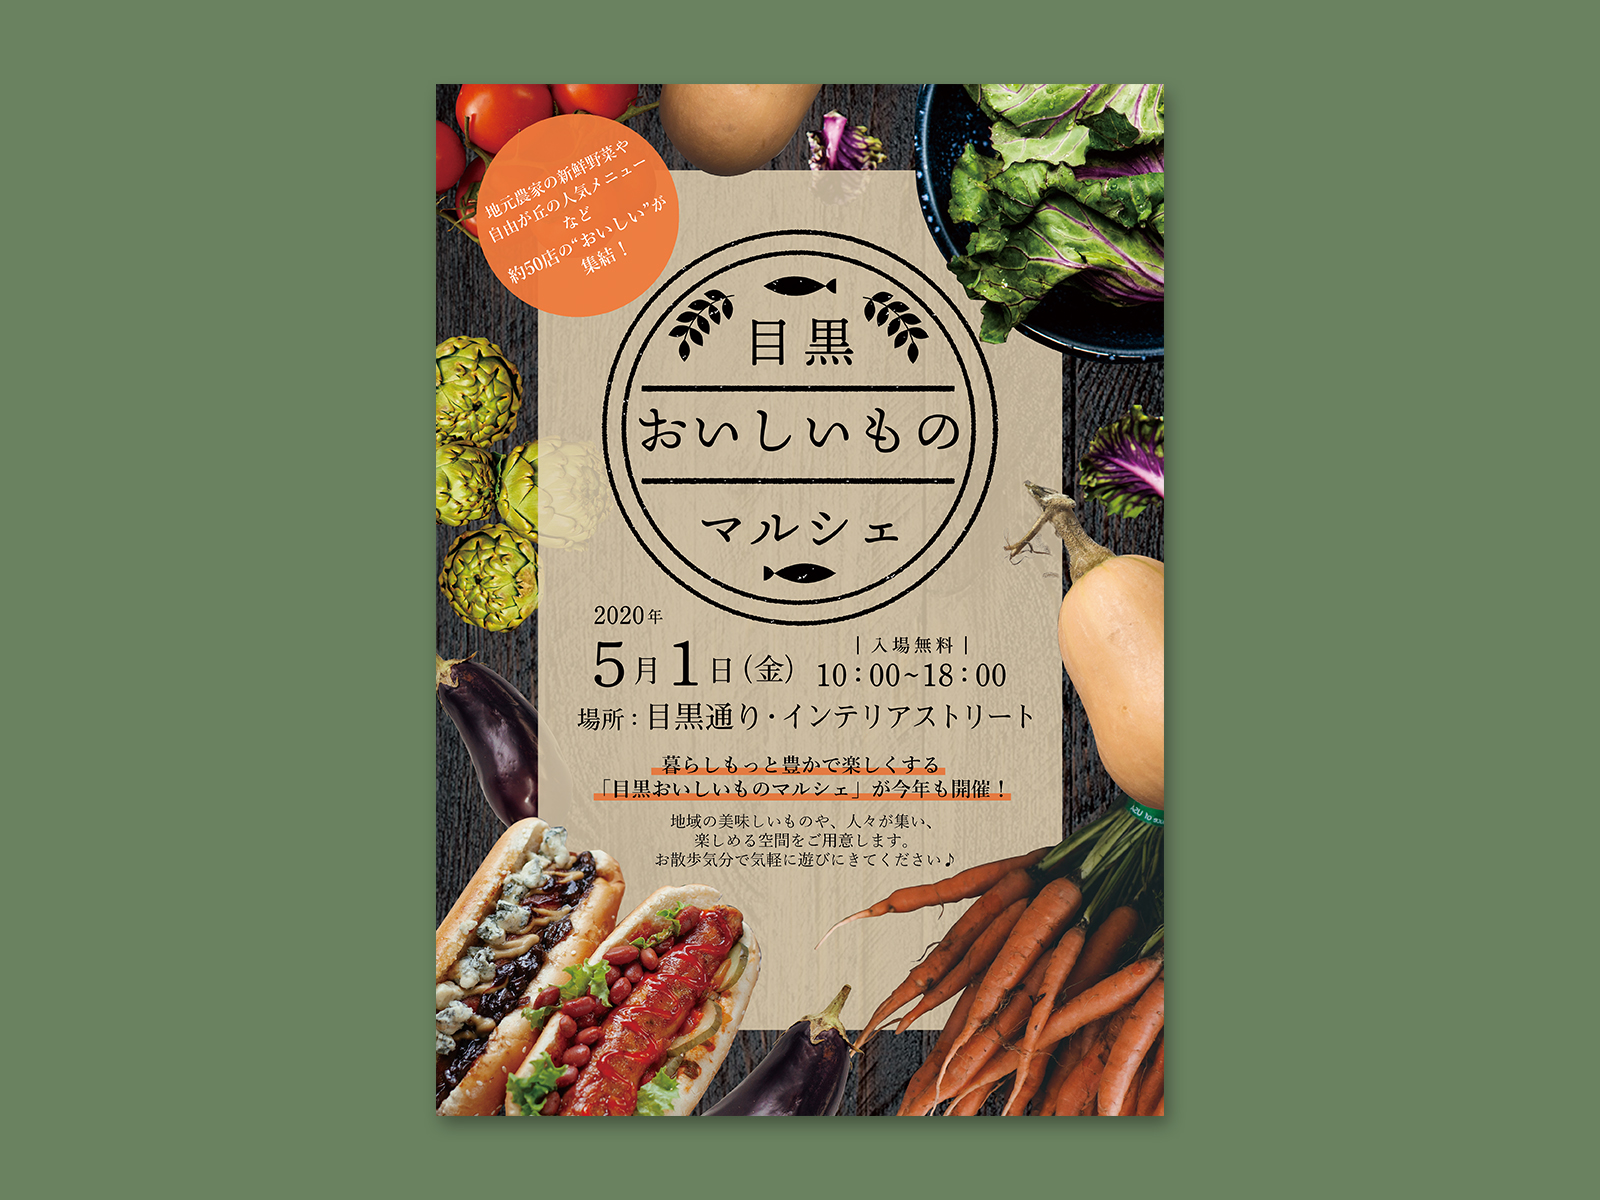 地元農家の新鮮野菜や
自由が丘の人気メニュー
など
約50店の“おいしい”が
集結！
目黒
おいしいもの
マルシェ
2020年
5月1日(金)
｜入場無料｜
10:00~18:00
場所：目黒通り・インテリアストリート
暮らしもっと豊かで楽しくする
「目黒おいしいものマルシェ」が今年も開催！
地域の美味しいものや、人々が集い、
楽しめる空間をご用意します。
お散歩気分で気軽に遊びにきてください♪